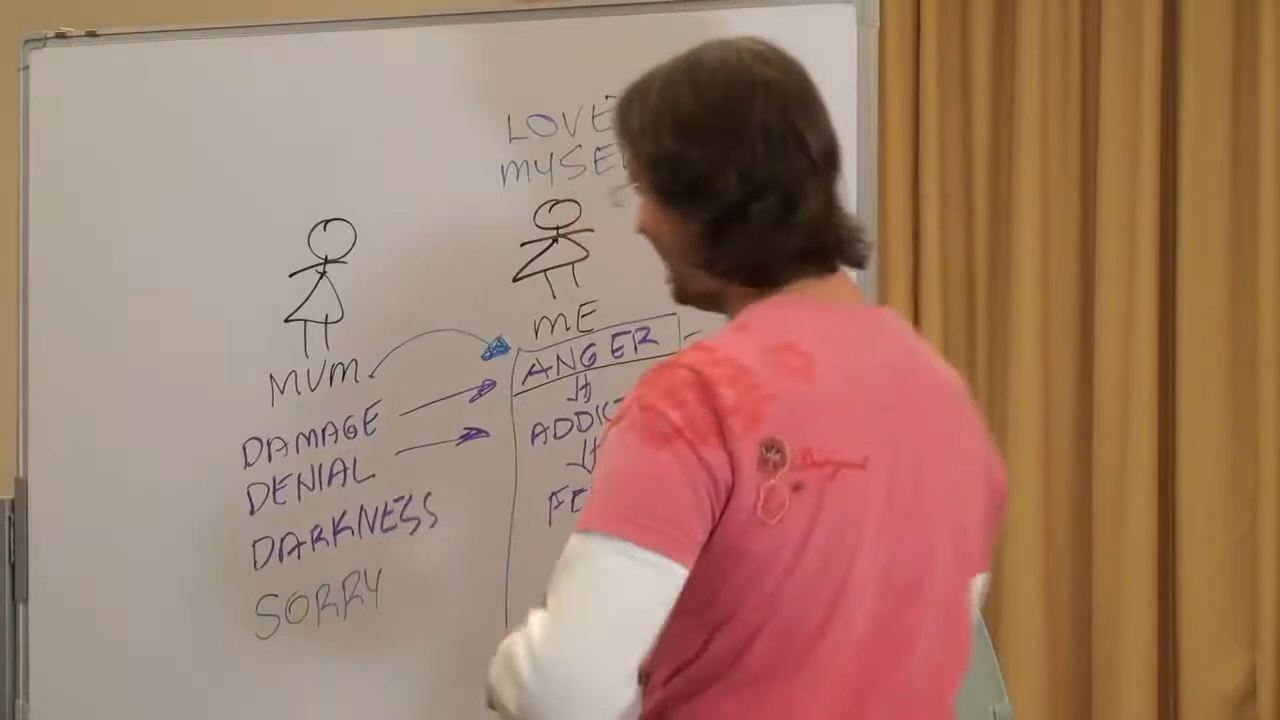 LOVE
MYSE
ME
MUM
ANGER
DAMAGE
ADDIC
DENIAL
FE
DARKNESS
SORRY